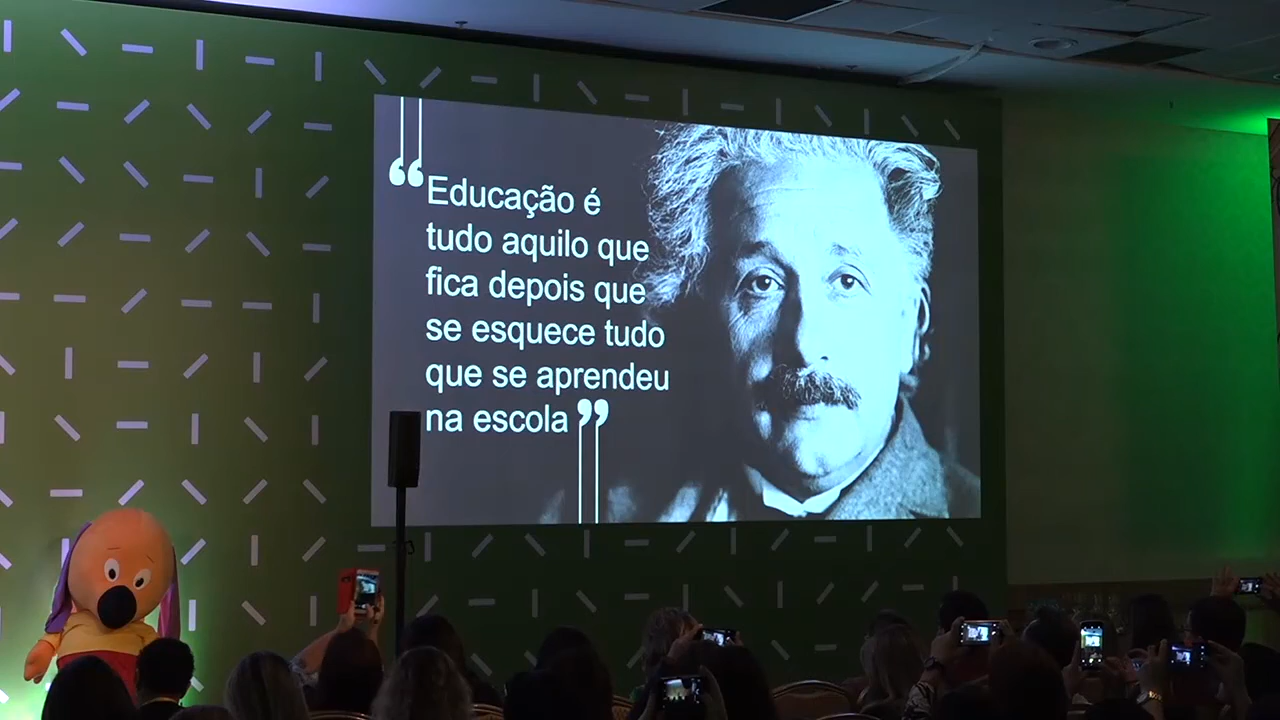 “Educação é
tudo aquilo que
fica depois que
se esquece tudo
que se aprendeu
na escola”